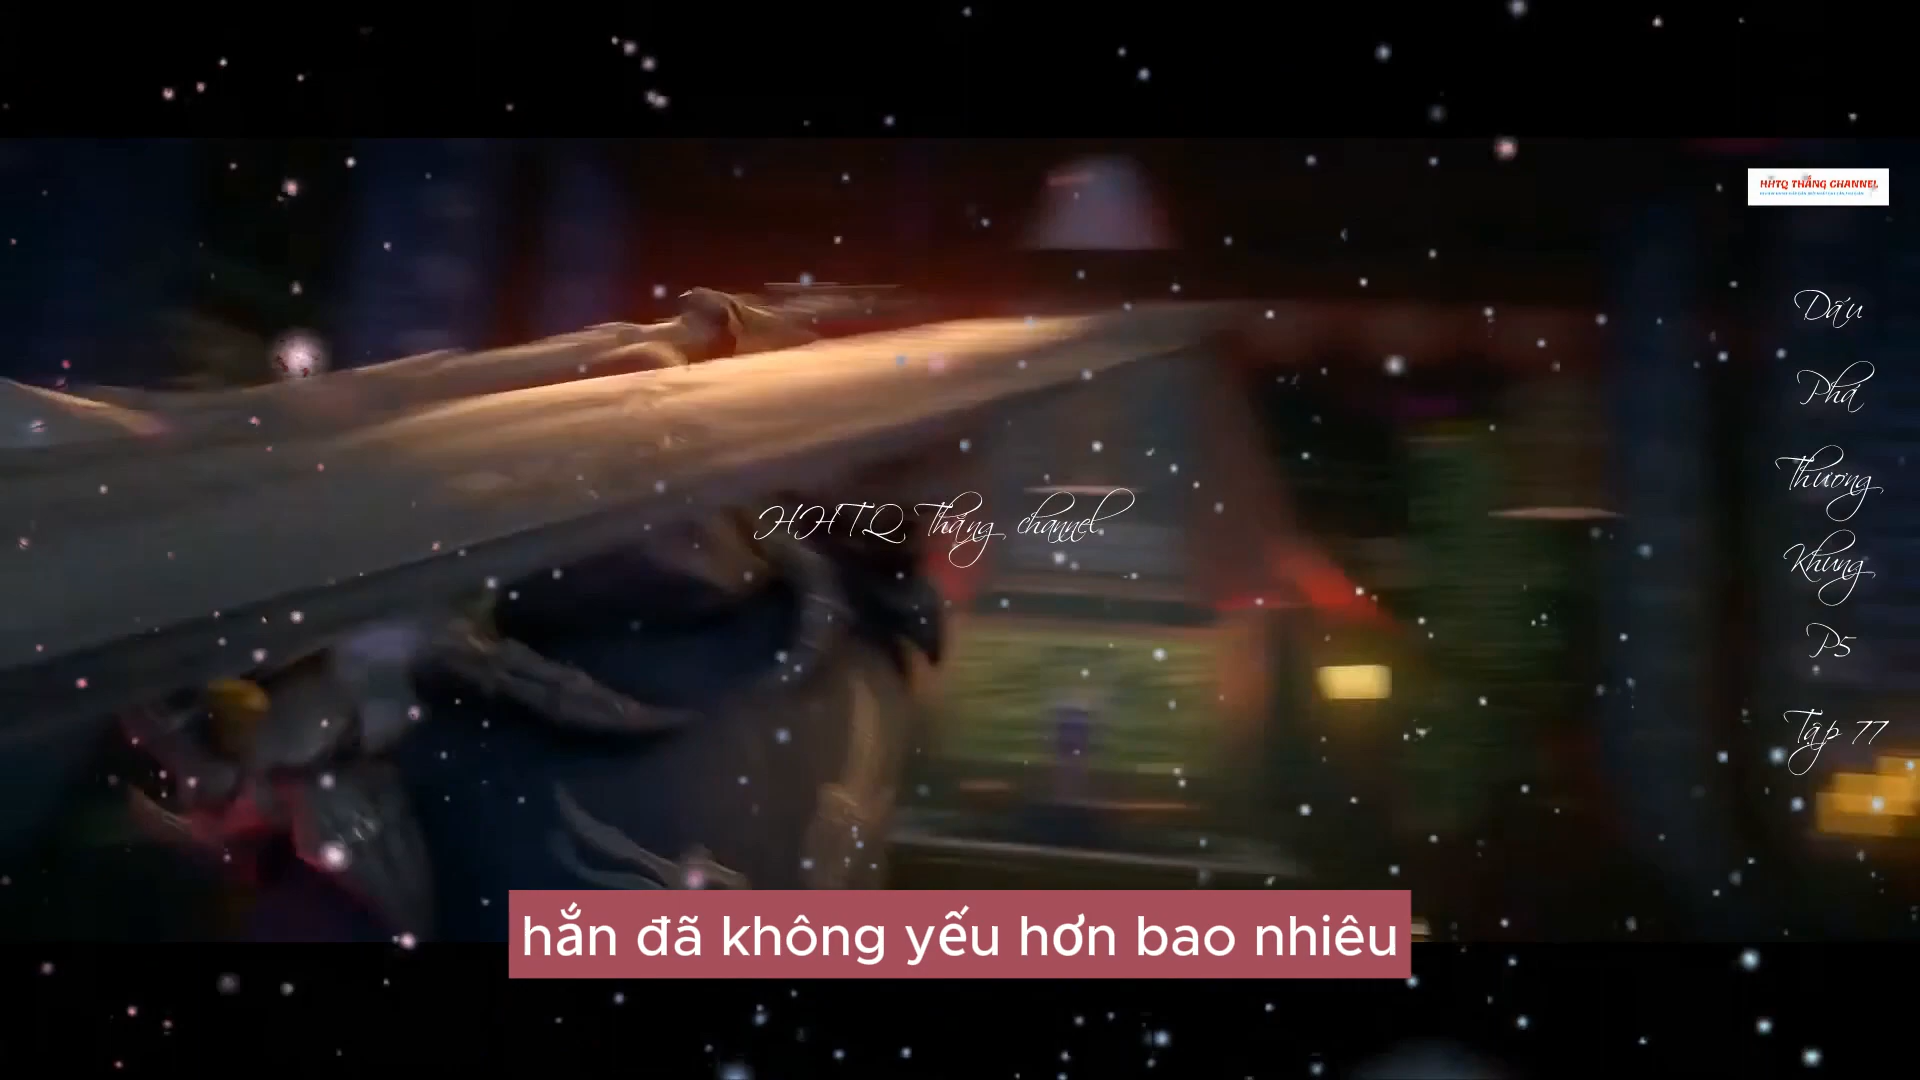 HHTQ THẮNG CHANNEL
Dấu
Phá
Thương
Khung
P5
Tập 77
HHTQ Thắng channel
hắn đã không yếu hơn bao nhiêu